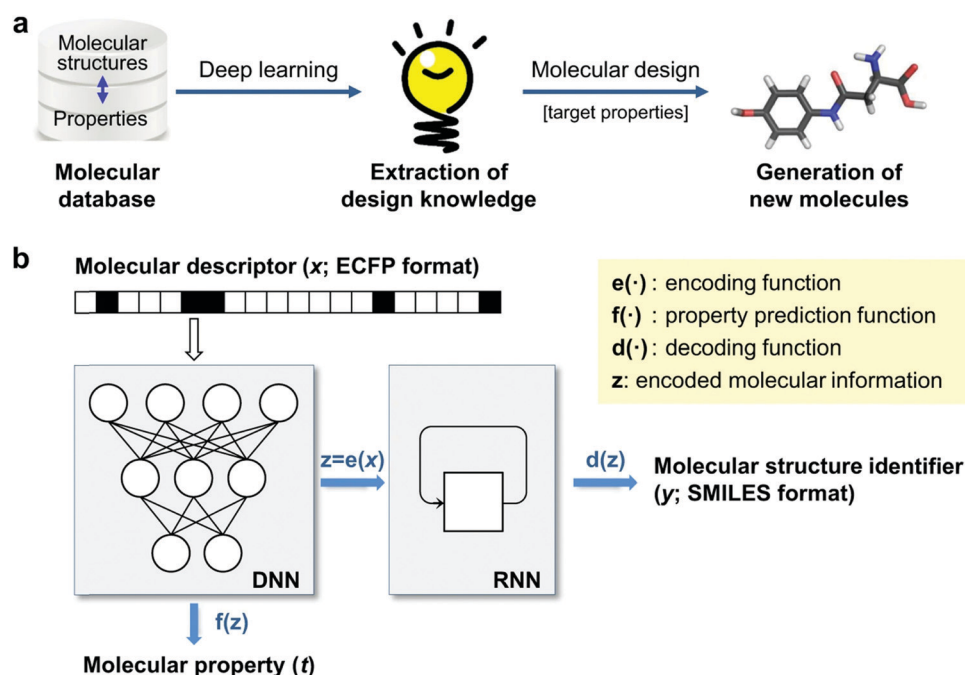 a
Molecular
structures
Properties
Molecular
database
Deep learning
Extraction of
design knowledge
Molecular design
[target properties]
Generation of
new molecules
b
Molecular descriptor (x; ECFP format)
e(·) : encoding function
f(·) : property prediction function
d(·) : decoding function
z: encoded molecular information
DNN
z=e(x)
RNN
d(z)
Molecular structure identifier
(y; SMILES format)
f(z)
Molecular property (t)